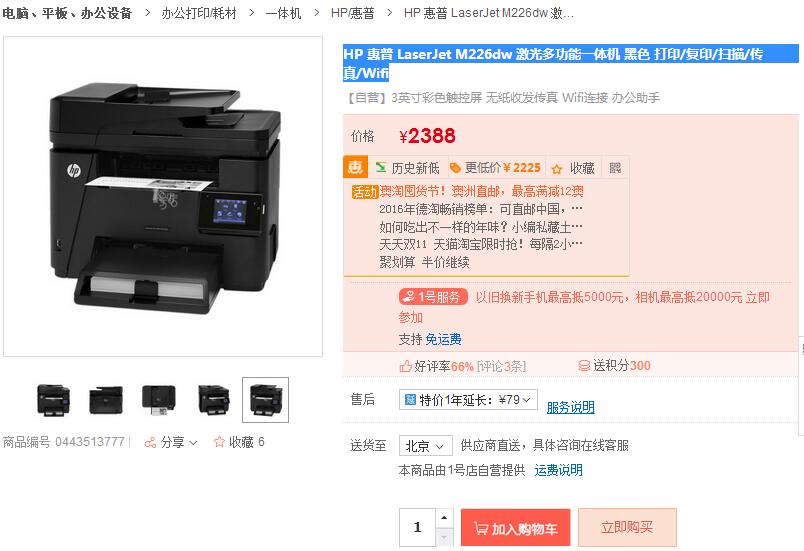 电脑、平板、办公设备 > 办公打印/耗材 > 一体机 > HP/惠普 > HP 惠普 LaserJet M226dw 激...
HP 惠普 LaserJet M226dw 激光多功能一体机 黑色 打印/复印/扫描/传
真/Wifi
【自营】3英寸彩色触控屏 无纸收发传真 Wifi连接 办公助手
价格 ¥2388
惠 历史新低 更低价¥2225 收藏
活动 澳淘囤货节！澳洲直邮，最高满减12澳
2016年德淘畅销榜单：可直邮中国，…
如何吃出不一样的年味？小编私藏土…
天天双11 天猫淘宝限时抢！每隔2小…
聚划算 半价继续
1号服务 以旧换新手机最高抵5000元，相机最高抵20000元 立即
参加
支持 免运费
好评率66% [评论3条] 送积分300
售后 延 特价1年延长：¥79 服务说明
商品编号 0443513777 分享 收藏 6
送货至 北京 供应商直送，具体咨询在线客服
本商品由1号店自营提供 运费说明
1 加入购物车 立即购买
hp